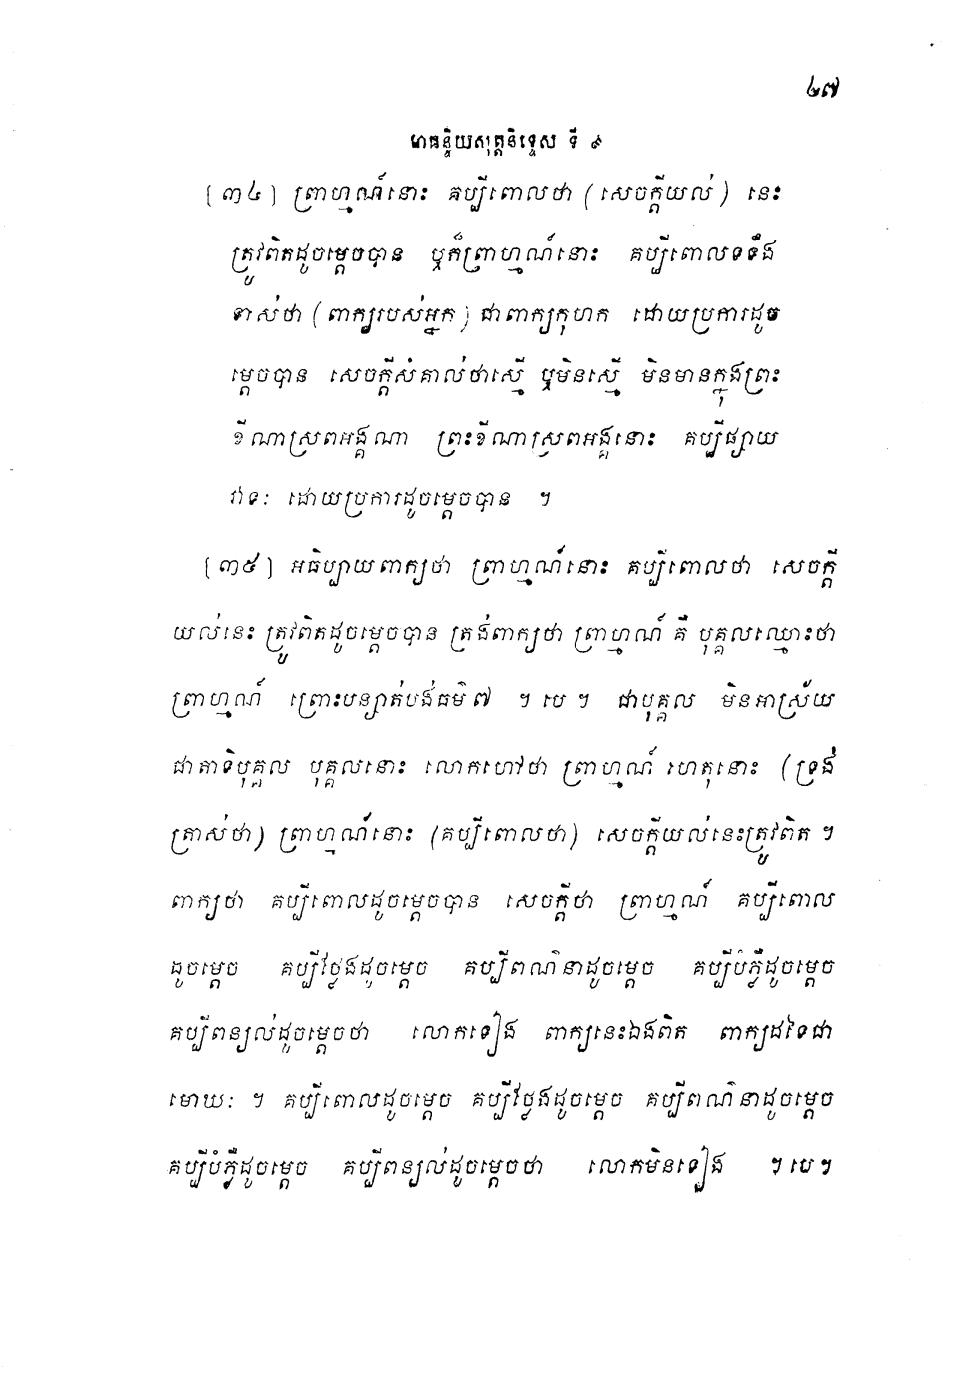 ៤៧
មាគន្ទិយសុត្តនិទ្ទេស ទី ៩
[៣៤] ព្រាហ្មណ៍នោះ គប្បីពោលថា (សេចក្តីយល់) នេះ
ត្រូវពិតដូចម្តេចបាន ឬក៏ព្រាហ្មណ៍នោះ គប្បីពោលទទឹង
ទាស់ថា (ពាក្យរបស់អ្នក) ជាពាក្យកុហក ដោយប្រការដូច
ម្តេចបាន សេចក្តីសំគាល់ថាស្មើ ឬមិនស្មើ មិនមានក្នុងព្រះ
ខីណាស្រពអង្គណា ព្រះខីណាស្រពអង្គនោះ គប្បីផ្សាយ
វាទៈ ដោយប្រការដូចម្តេចបាន ។
[៣៥] អធិប្បាយពាក្យថា ព្រាហ្មណ៍នោះ គប្បីពោលថា សេចក្តី
យល់នេះ ត្រូវពិតដូចម្តេចបាន ត្រង់ពាក្យថា ព្រាហ្មណ៍ គឺ បុគ្គលឈ្មោះថា
ព្រាហ្មណ៍ ព្រោះបន្សាត់បង់ធម៌ ៧ ។ បេ ។ ជាបុគ្គល មិនអាស្រ័យ
ជាតាទិបុគ្គល បុគ្គលនោះ លោកហៅថា ព្រាហ្មណ៍ ហេតុនោះ (ទ្រង់
ត្រាស់ថា) ព្រាហ្មណ៍នោះ (គប្បីពោលថា) សេចក្តីយល់នេះត្រូវពិត ។
ពាក្យថា គប្បីពោលដូចម្តេចបាន សេចក្តីថា ព្រាហ្មណ៍ គប្បីពោល
ដូចម្តេច គប្បីថ្លែងដូចម្តេច គប្បីពណ៌នាដូចម្តេច គប្បីបំភ្លឺដូចម្តេច
គប្បីពន្យល់ដូចម្តេចថា លោកទៀង ពាក្យនេះឯងពិត ពាក្យដទៃជា
មោឃៈ ។ គប្បីពោលដូចម្តេច គប្បីថ្លែងដូចម្តេច គប្បីពណ៌នាដូចម្តេច
គប្បីបំភ្លឺដូចម្តេច គប្បីពន្យល់ដូចម្តេចថា លោកមិនទៀង ។ បេ ។